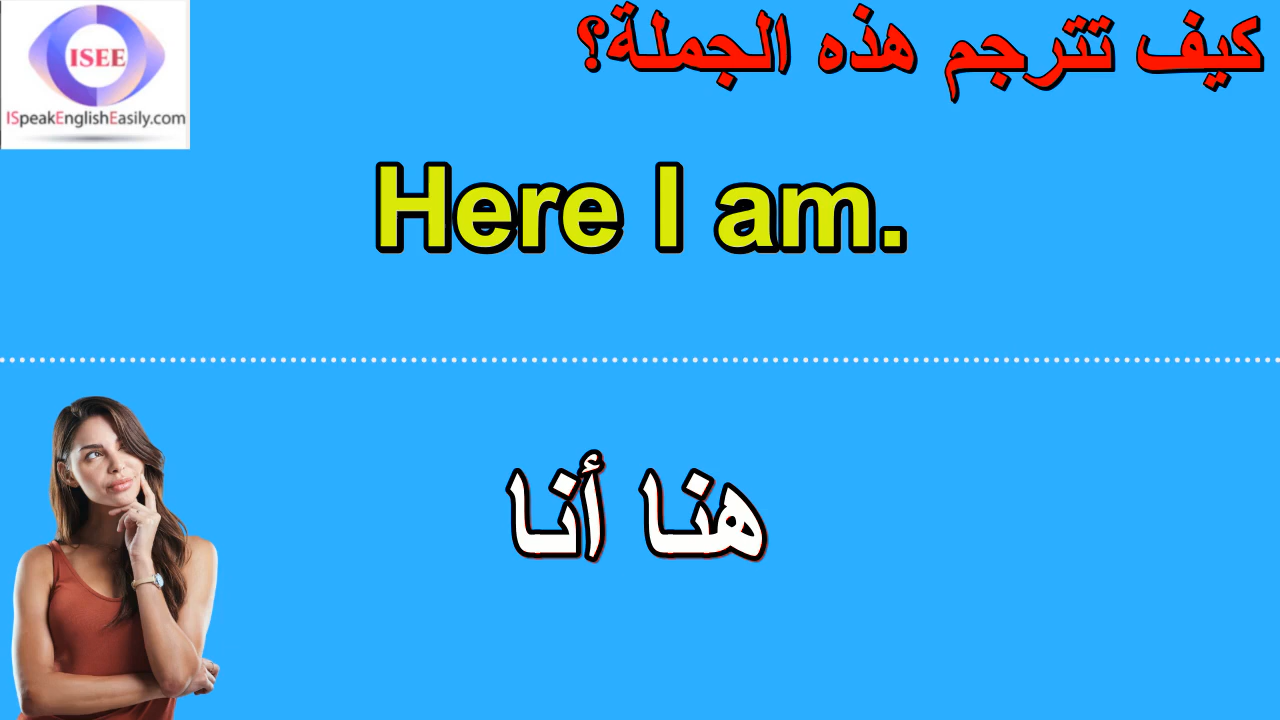 كيف تترجم هذه الجملة؟
ISEE
ISpeakEnglishEasily.com
Here I am.
هنا أنا